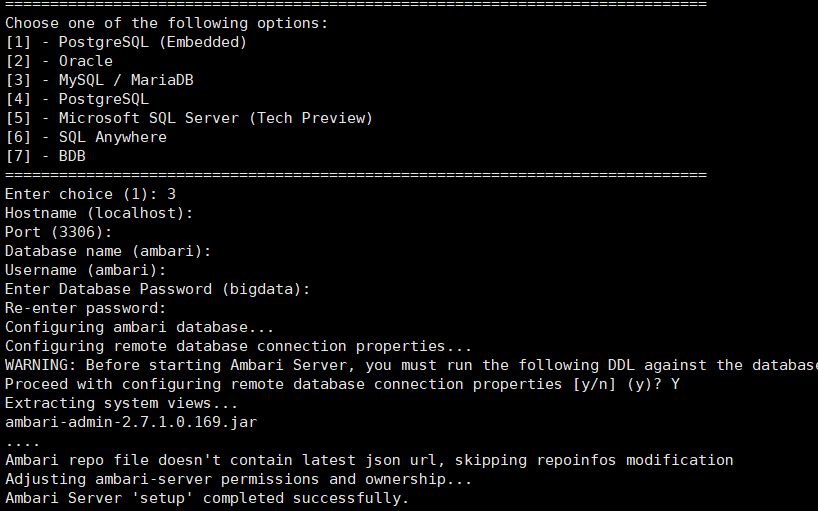 ==============================================================================
Choose one of the following options:
[1] - PostgreSQL (Embedded)
[2] - Oracle
[3] - MySQL / MariaDB
[4] - PostgreSQL
[5] - Microsoft SQL Server (Tech Preview)
[6] - SQL Anywhere
[7] - BDB
==============================================================================
Enter choice (1): 3
Hostname (localhost):
Port (3306):
Database name (ambari):
Username (ambari):
Enter Database Password (bigdata):
Re-enter password:
Configuring ambari database...
Configuring remote database connection properties...
WARNING: Before starting Ambari Server, you must run the following DDL against the database
Proceed with configuring remote database connection properties [y/n] (y)? Y
Extracting system views...
ambari-admin-2.7.1.0.169.jar
....
Ambari repo file doesn't contain latest json url, skipping repoinfos modification
Adjusting ambari-server permissions and ownership...
Ambari Server 'setup' completed successfully.